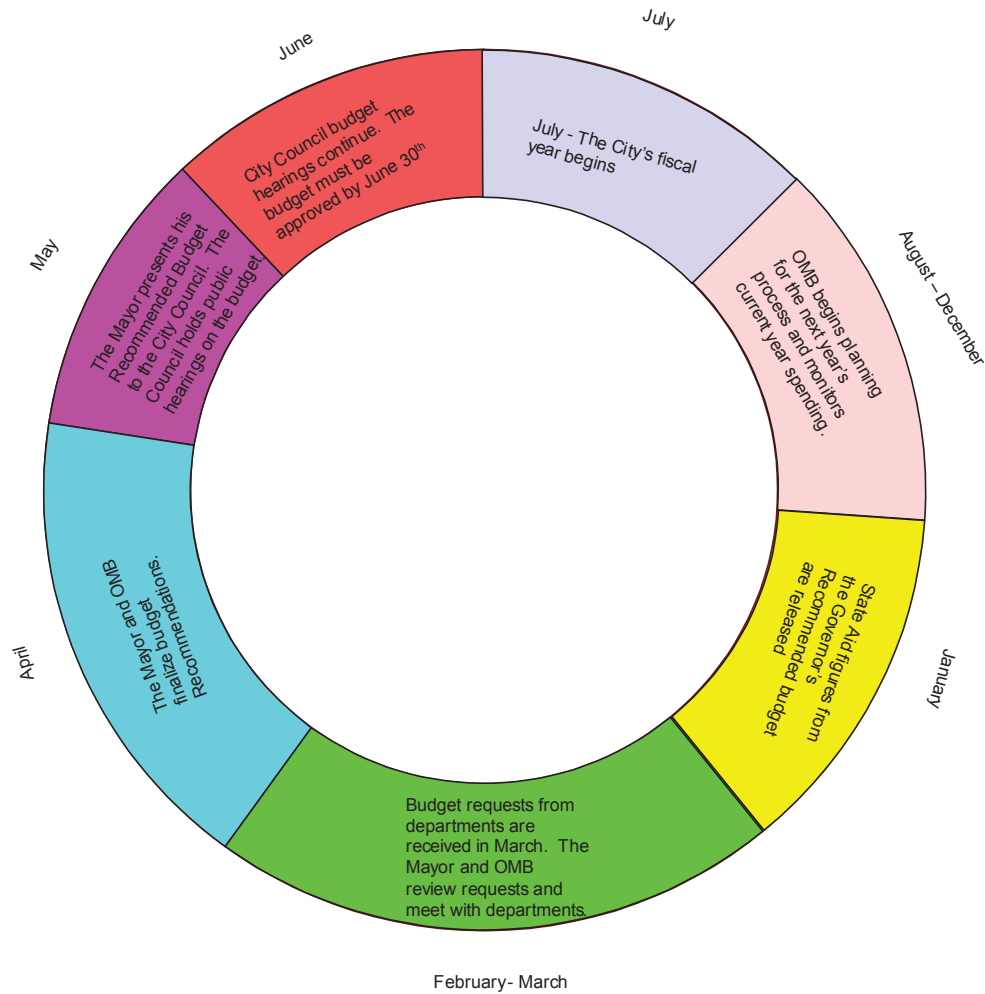 July
July - The City's fiscal
year begins
August – December
OMB begins planning
for the next year's
process, and monitors
current year spending.
January
State Aid figures from
the Governor's
Recommended budget
are released
February- March
Budget requests from
departments are
received in March. The
Mayor and OMB
review requests and
meet with departments.
April
The Mayor and OMB
finalize budget
Recommendations.
May
The Mayor presents his
Recommended Budget
to the City Council. The
Council holds public
hearings on the budget.
June
City Council budget
hearings continue. The
budget must be
approved by June 30th